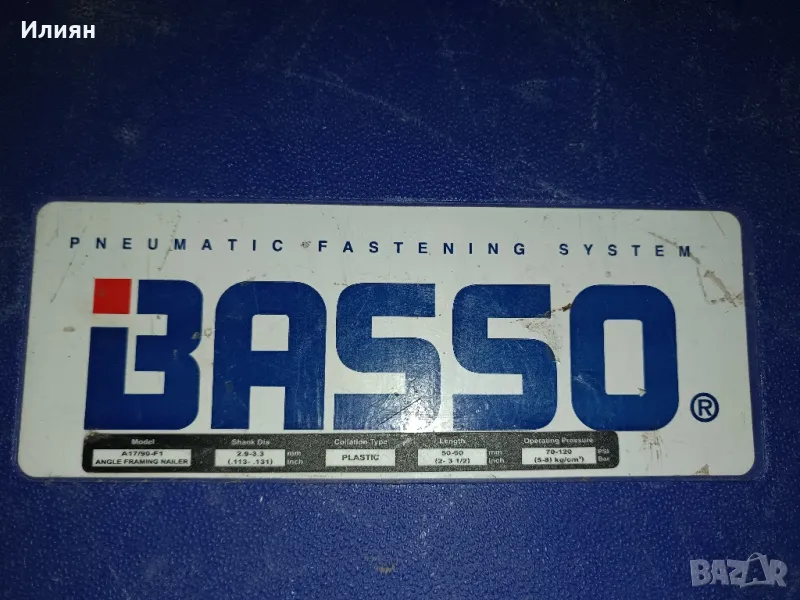 Илиян
PNEUMATIC FASTENING SYSTEM
BASSO®
Model Shank Dia Collation Type Length Operating Pressure
A17/90-F1 2.9-3.3 mm PLASTIC 50-90 mm 70-120 PSI
ANGLE FRAMING NAILER (.113-.131) Inch (2- 3 1/2) Inch (5-8) kg/cm² Bar
BAZAR